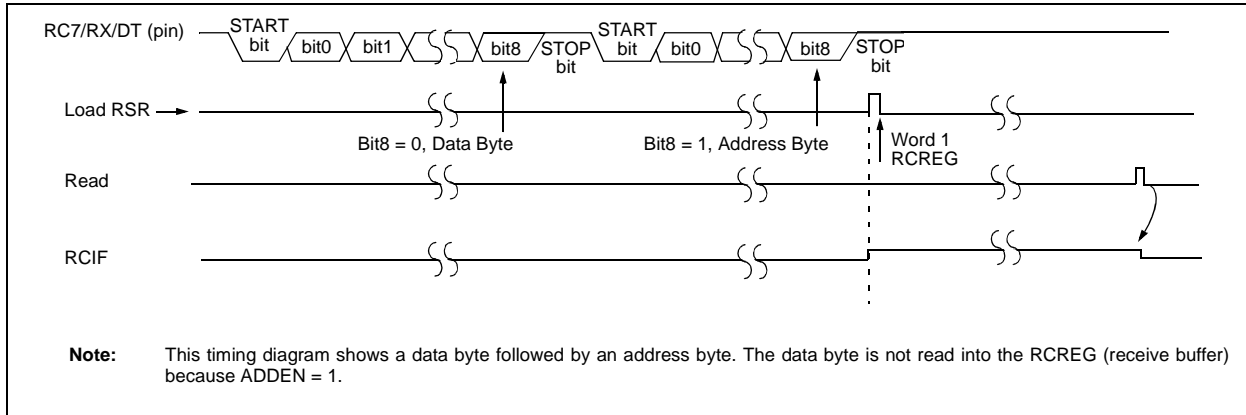 RC7/RX/DT (pin)
START
bit
bit0
bit1
bit8
STOP
bit
START
bit
bit0
bit8
STOP
bit
Load RSR
Bit8 = 0, Data Byte
Bit8 = 1, Address Byte
Word 1
RCREG
Read
RCIF
Note: This timing diagram shows a data byte followed by an address byte. The data byte is not read into the RCREG (receive buffer)
because ADDEN = 1.